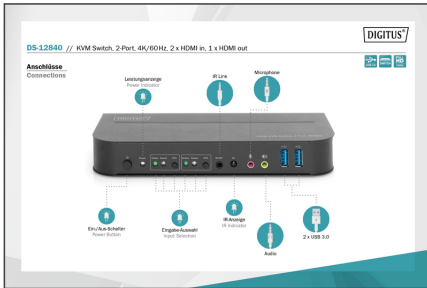 DIGITUS®
DS-12840 // KVM Switch, 2-Port, 4K/60Hz, 2 x HDMI in, 1 x HDMI out
Anschlüsse
Connections
Leistungsanzeige
Power Indicator
IR Link
Microphone
Ein-/Aus-Schalter
Power Button
Eingabe-Auswahl
Input Selection
IR-Anzeige
IR Indicator
Audio
2 x USB 3.0